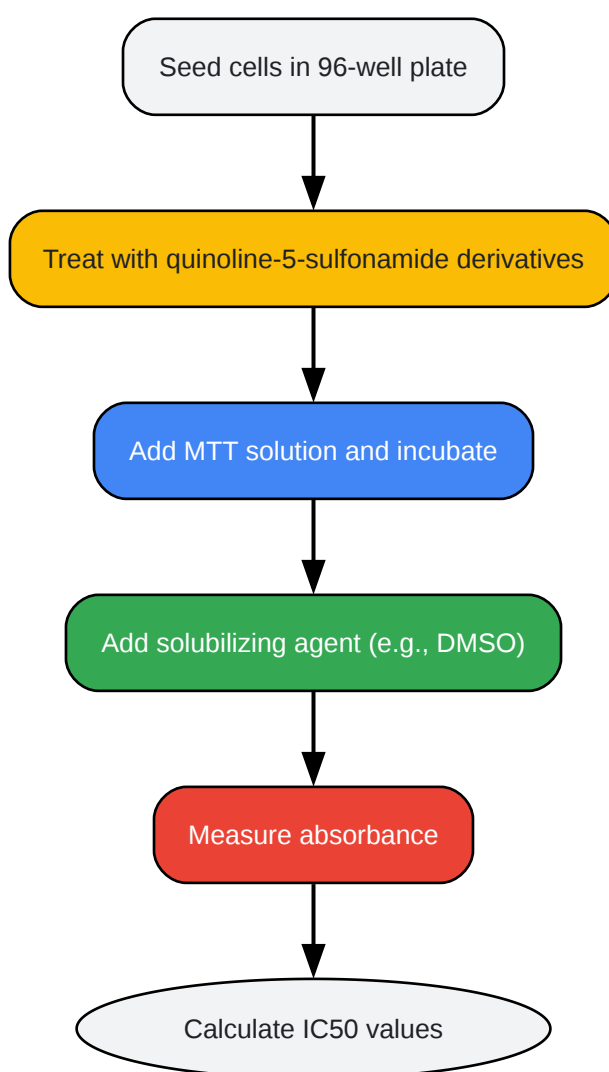 Seed cells in 96-well plate
Treat with quinoline-5-sulfonamide derivatives
Add MTT solution and incubate
Add solubilizing agent (e.g., DMSO)
Measure absorbance
Calculate IC50 values